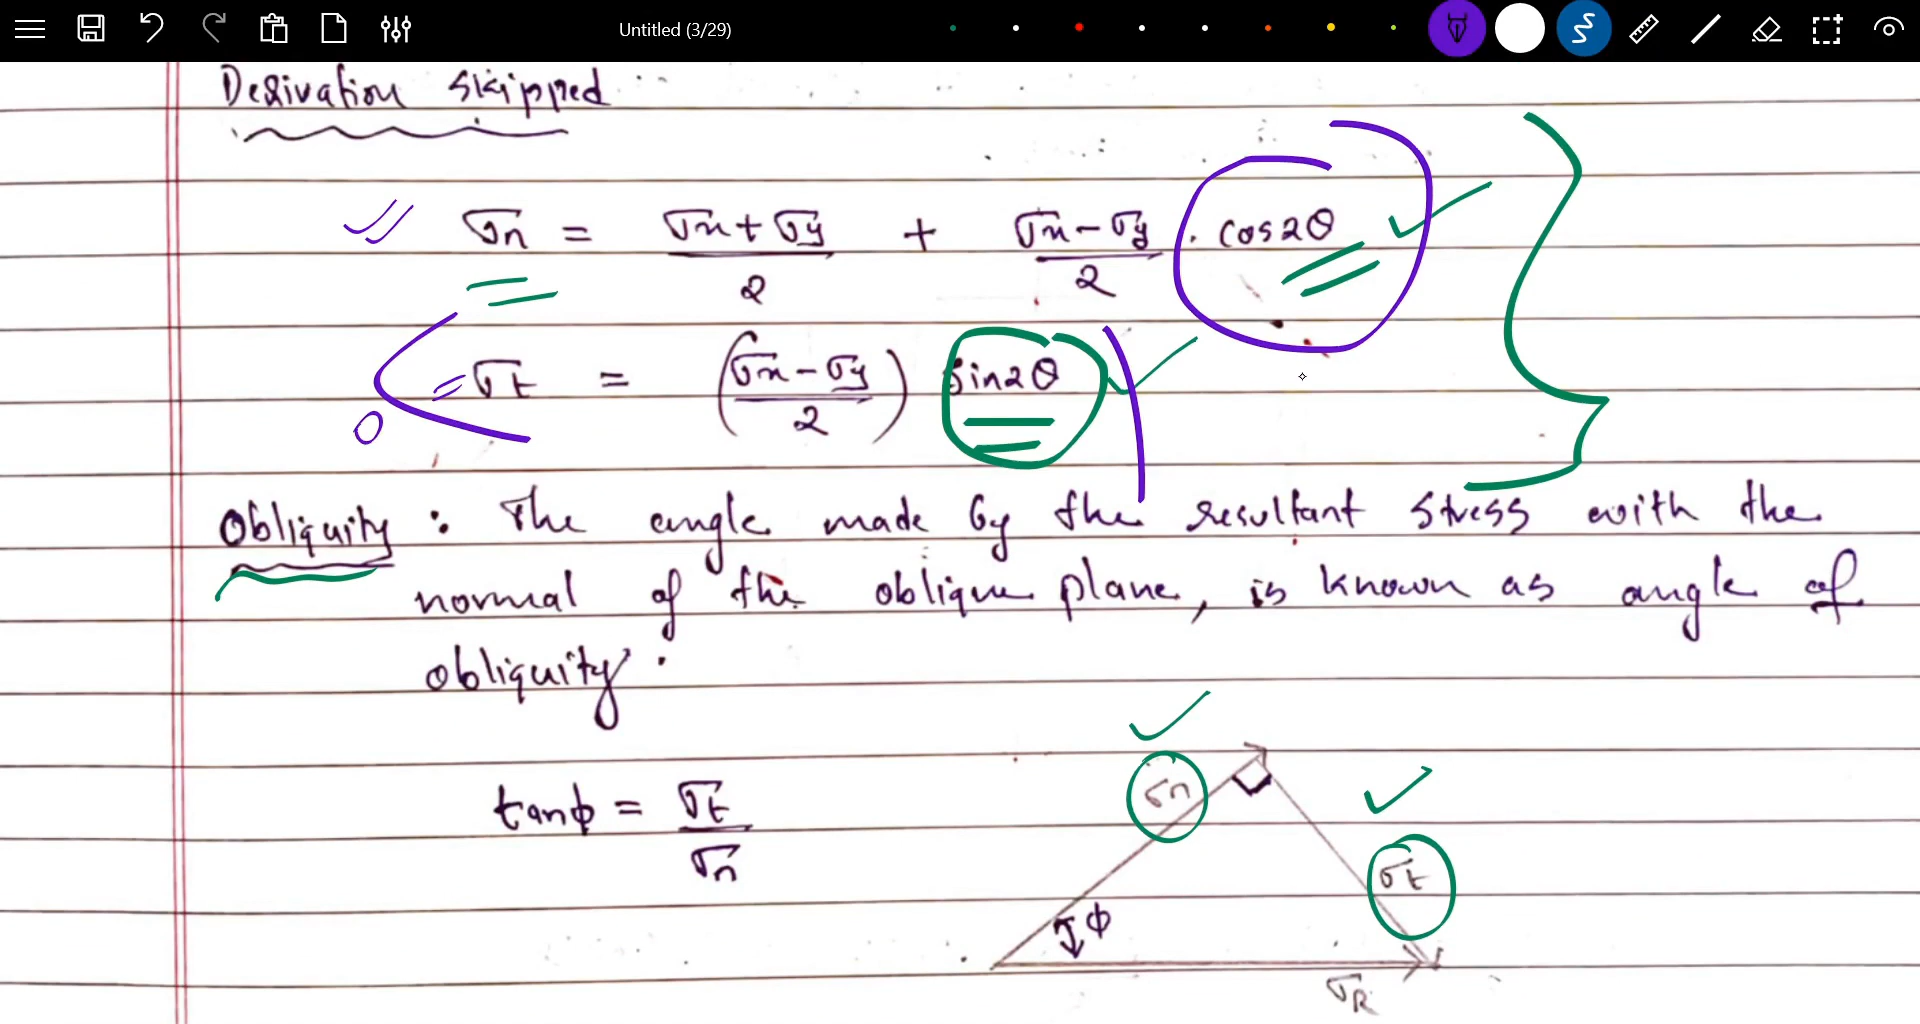 Untitled (3/29)
Derivation skipped
σn = σx + σy / 2 + σx - σy / 2 . cos2θ
σt = (σx - σy / 2) sin2θ
0
Obliquity : The angle made by the resultant stress with the
normal of the oblique plane, is known as angle of
obliquity.
tanϕ = σt / σn
σn
σt
ϕ
σR